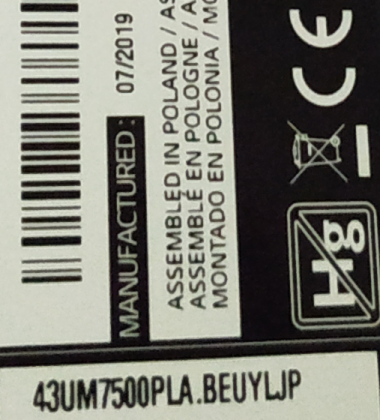 MANUFACTURED: 07/2019
ASSEMBLED IN POLAND /
ASSEMBLÉ EN POLOGNE /
MONTADO EN POLONIA /
CE
Hg
43UM7500PLA.BEUYLJP